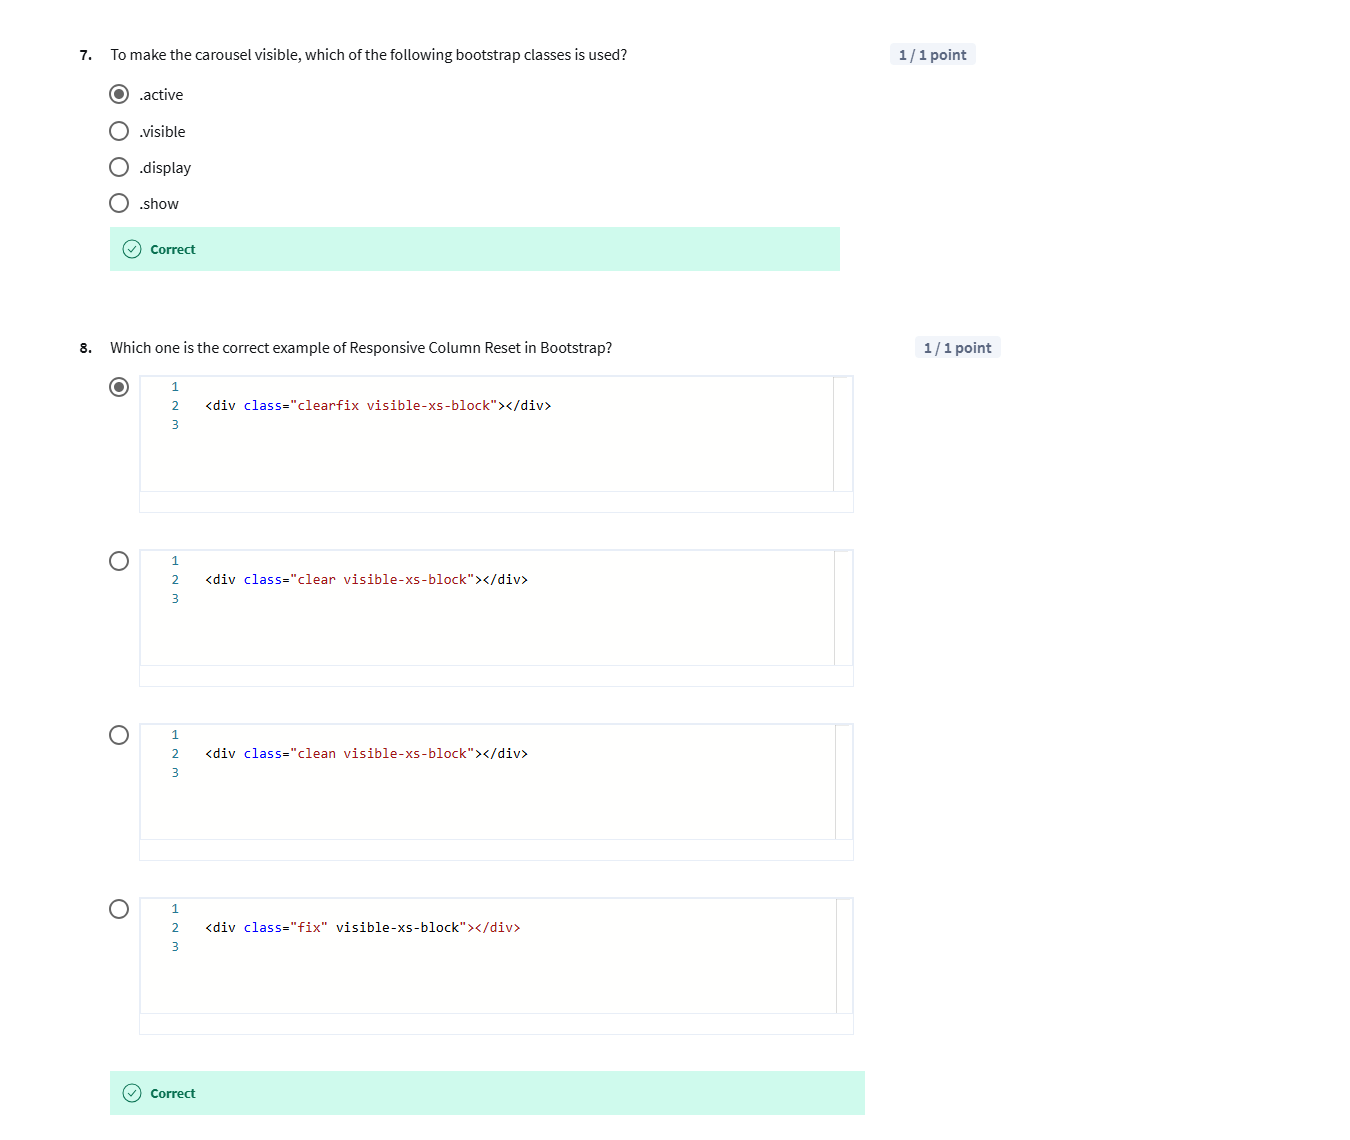 7. To make the carousel visible, which of the following bootstrap classes is used? 1 / 1 point
.active
.visible
.display
.show
Correct
8. Which one is the correct example of Responsive Column Reset in Bootstrap? 1 / 1 point
1
2 <div class="clearfix visible-xs-block"></div>
3
1
2 <div class="clear visible-xs-block"></div>
3
1
2 <div class="clean visible-xs-block"></div>
3
1
2 <div class="fix" visible-xs-block"></div>
3
Correct